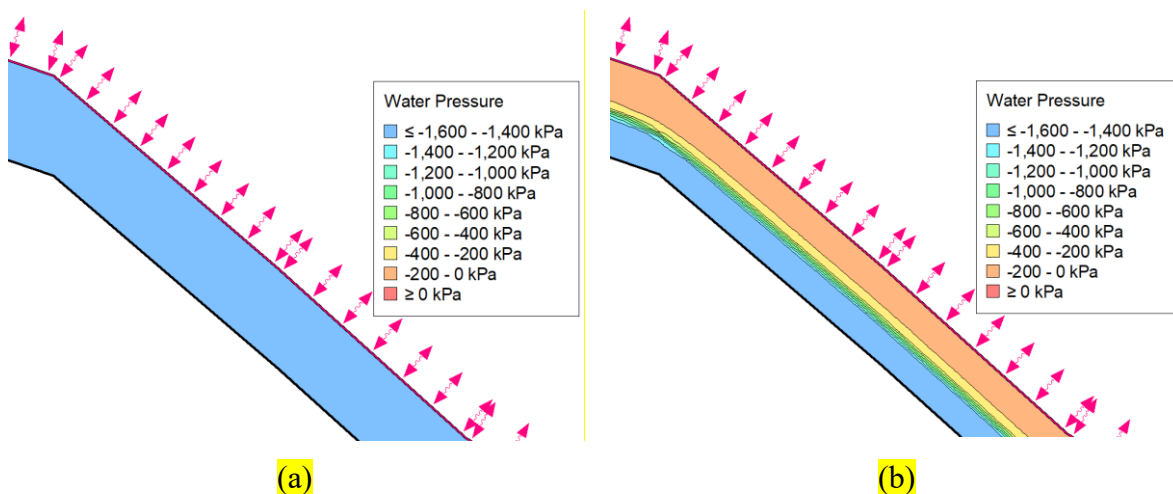 Water Pressure
≤ -1,600 - -1,400 kPa
-1,400 - -1,200 kPa
-1,200 - -1,000 kPa
-1,000 - -800 kPa
-800 - -600 kPa
-600 - -400 kPa
-400 - -200 kPa
-200 - 0 kPa
≥ 0 kPa
Water Pressure
≤ -1,600 - -1,400 kPa
-1,400 - -1,200 kPa
-1,200 - -1,000 kPa
-1,000 - -800 kPa
-800 - -600 kPa
-600 - -400 kPa
-400 - -200 kPa
-200 - 0 kPa
≥ 0 kPa
(a)
(b)